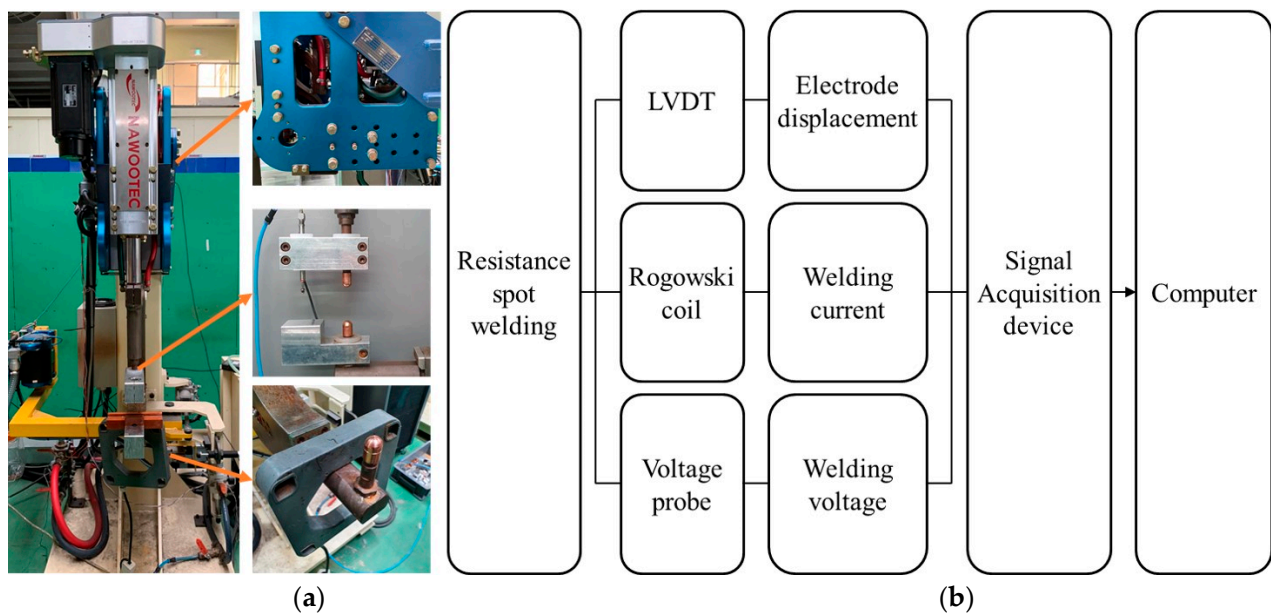 NAWOOTEC
Resistance
spot
welding
LVDT
Electrode
displacement
Rogowski
coil
Welding
current
Voltage
probe
Welding
voltage
Signal
Acquisition
device
Computer
(a)
(b)